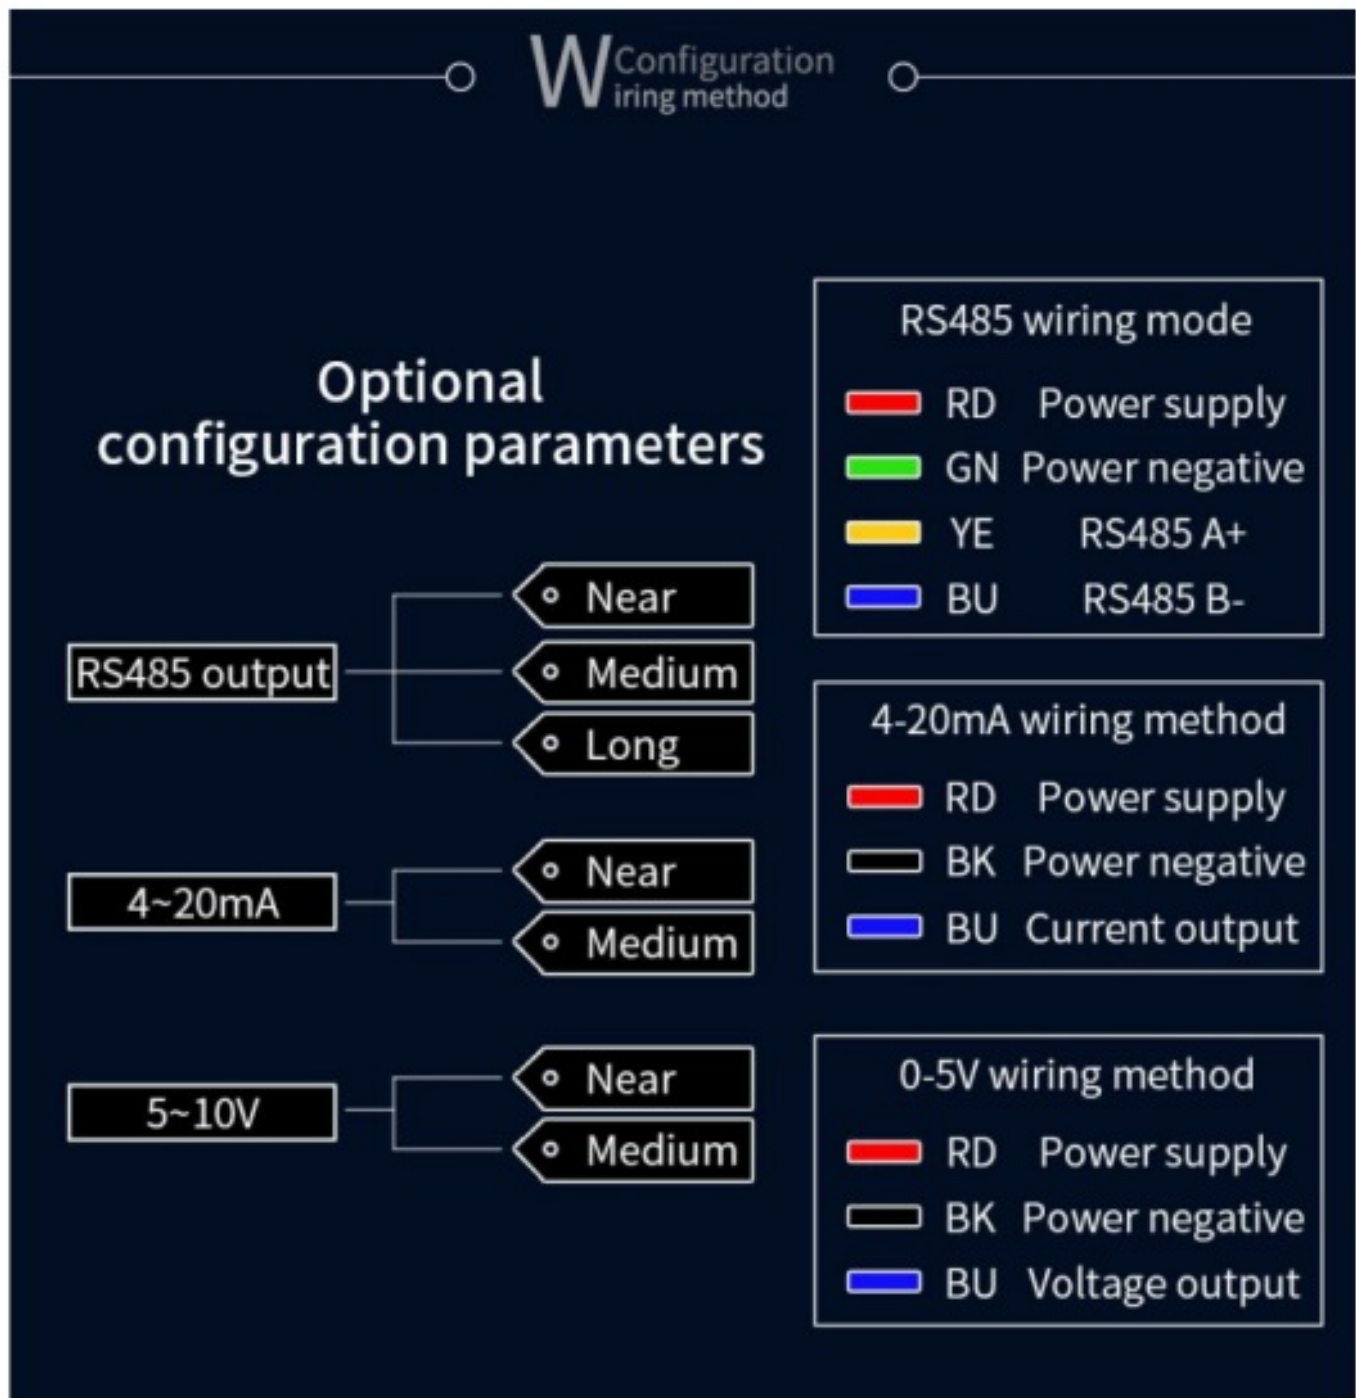 W Configuration
iring method
Optional
configuration parameters
RS485 output
Near
Medium
Long
4~20mA
Near
Medium
5~10V
Near
Medium
RS485 wiring mode
RD Power supply
GN Power negative
YE RS485 A+
BU RS485 B-
4-20mA wiring method
RD Power supply
BK Power negative
BU Current output
0-5V wiring method
RD Power supply
BK Power negative
BU Voltage output